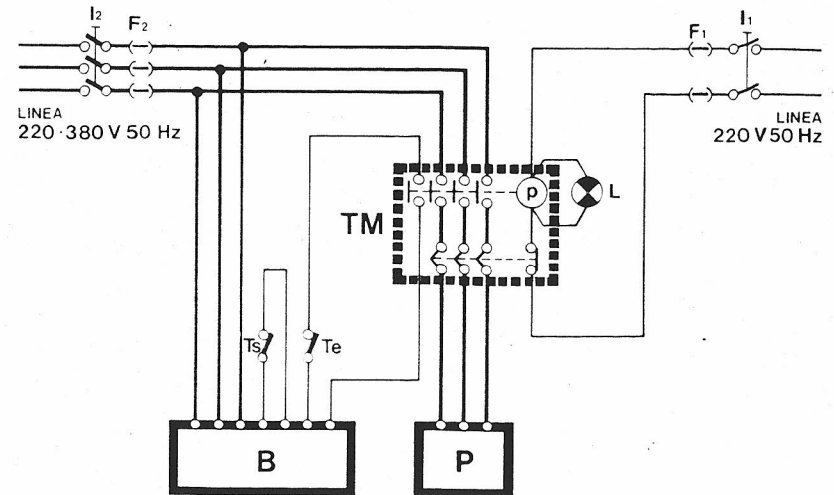 I2
F2
F1
I1
LINEA
220·380 V 50 Hz
LINEA
220 V 50 Hz
p
L
TM
Ts
Te
B
P